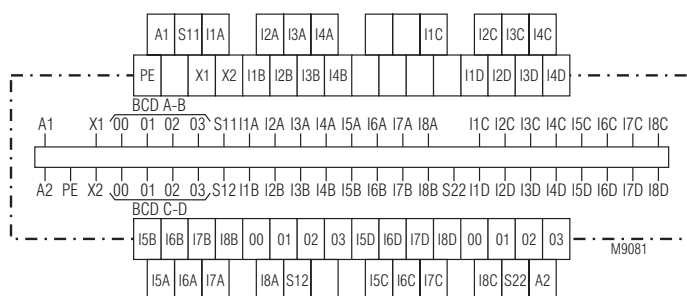 A1 S11 I1A I2A I3A I4A I1C I2C I3C I4C
PE X1 X2 I1B I2B I3B I4B I1D I2D I3D I4D
BCD A-B
A1 X1 00 01 02 03 S11 I1A I2A I3A I4A I5A I6A I7A I8A I1C I2C I3C I4C I5C I6C I7C I8C
A2 PE X2 00 01 02 03 S12 I1B I2B I3B I4B I5B I6B I7B I8B S22 I1D I2D I3D I4D I5D I6D I7D I8D
BCD C-D
I5B I6B I7B I8B 00 01 02 03 I5D I6D I7D I8D 00 01 02 03
M9081
I5A I6A I7A I8A S12 I5C I6C I7C I8C S22 A2